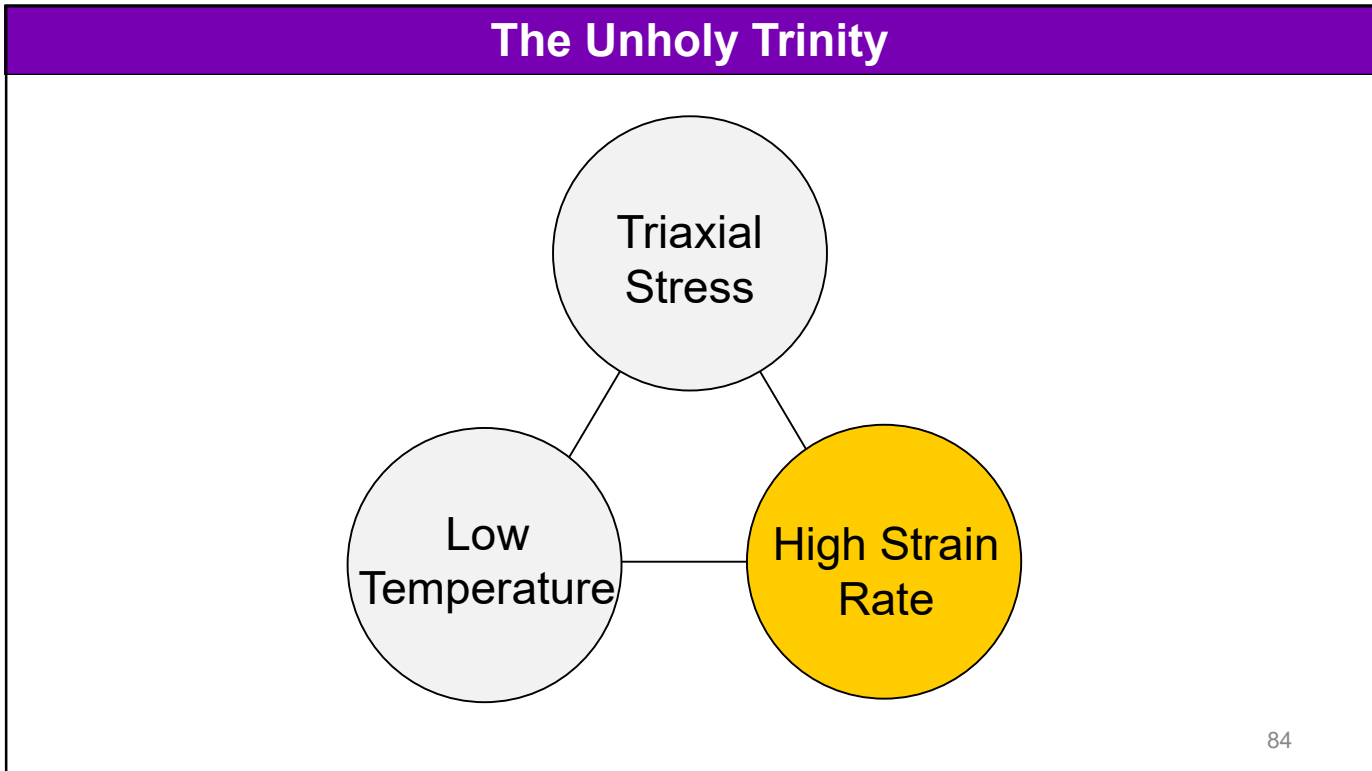 The Unholy Trinity
Triaxial
Stress
Low
Temperature
High Strain
Rate
84